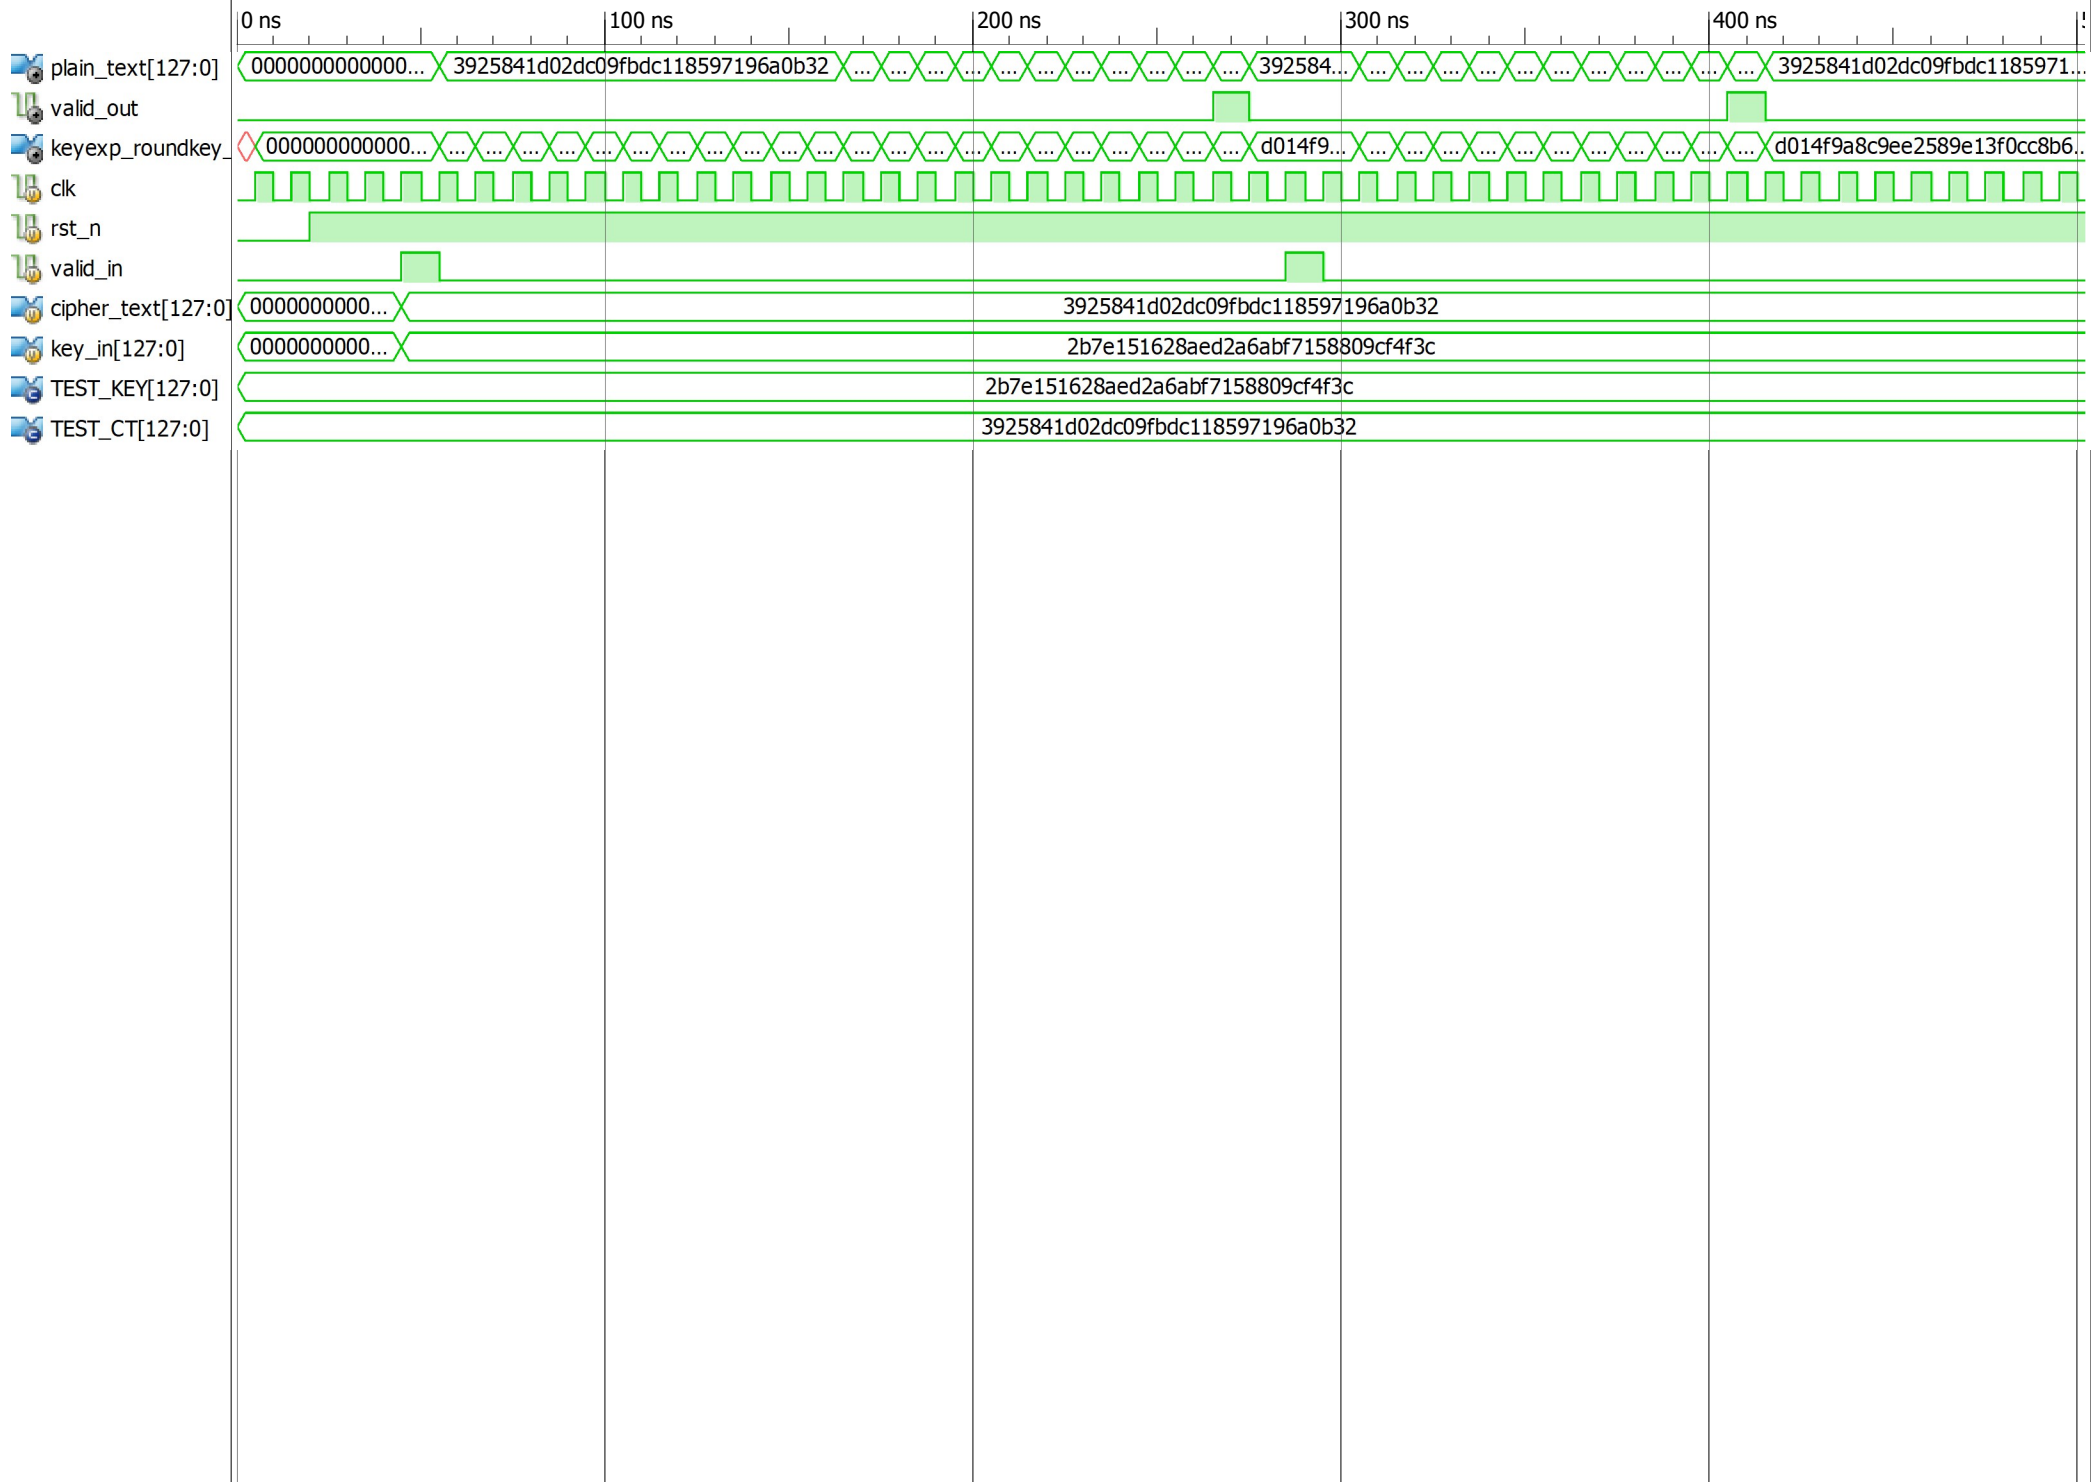 0 ns 100 ns 200 ns 300 ns 400 ns
plain_text[127:0] 0000000000000... 3925841d02dc09fbdc118597196a0b32 ... ... ... ... ... ... ... ... ... ... ... 392584... ... ... ... ... ... ... ... ... ... ... ... 3925841d02dc09fbdc1185971...
valid_out
keyexp_roundkey_ 000000000000... ... ... ... ... ... ... ... ... ... ... ... ... ... ... ... ... ... ... ... ... ... ... d014f9... ... ... ... ... ... ... ... ... ... ... ... d014f9a8c9ee2589e13f0cc8b6...
clk
rst_n
valid_in
cipher_text[127:0] 0000000000... 3925841d02dc09fbdc118597196a0b32
key_in[127:0] 0000000000... 2b7e151628aed2a6abf7158809cf4f3c
TEST_KEY[127:0] 2b7e151628aed2a6abf7158809cf4f3c
TEST_CT[127:0] 3925841d02dc09fbdc118597196a0b32